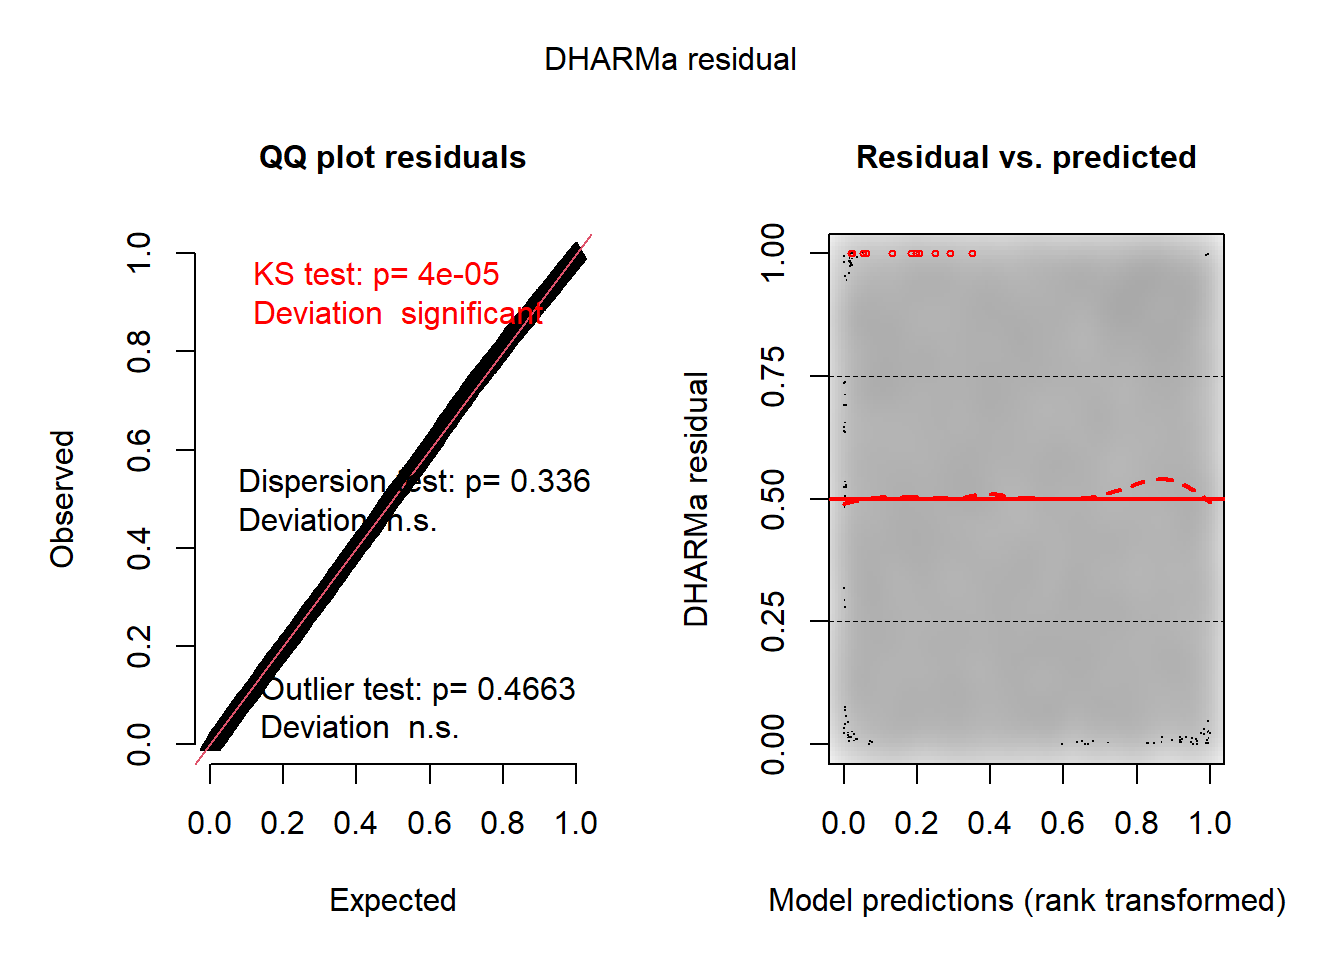 DHARMa residual
QQ plot residuals
KS test: p= 4e-05
Deviation  significant
Dispersion test: p= 0.336
Deviation  n.s.
Outlier test: p= 0.4663
Deviation  n.s.
Observed
1.0
0.8
0.6
0.4
0.2
0.0
0.0 0.2 0.4 0.6 0.8 1.0
Expected
Residual vs. predicted
DHARMa residual
1.00
0.75
0.50
0.25
0.00
0.0 0.2 0.4 0.6 0.8 1.0
Model predictions (rank transformed)